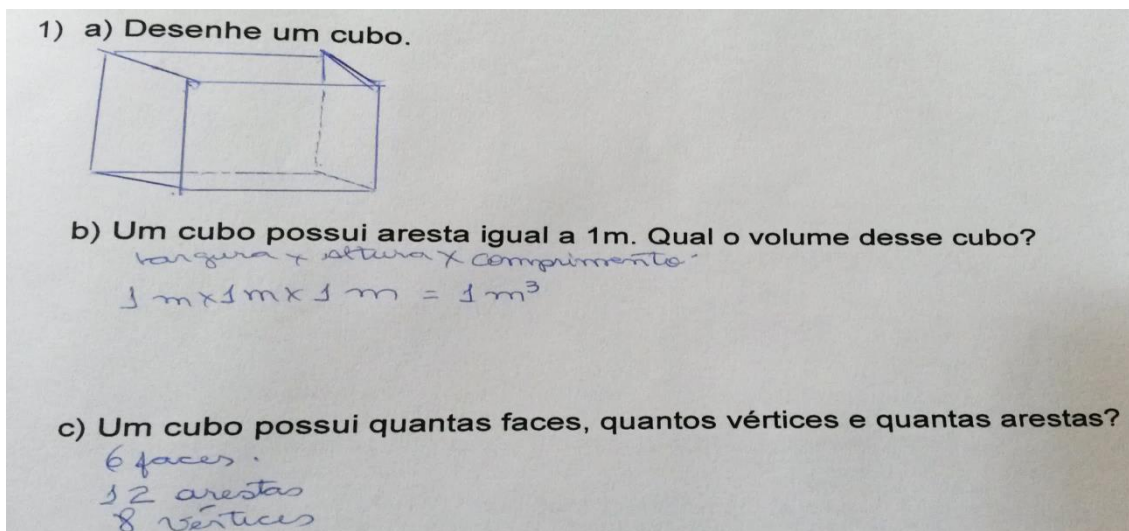 1) a) Desenhe um cubo.
b) Um cubo possui aresta igual a 1m. Qual o volume desse cubo?
largura x altura x comprimento.
1 m x 1 m x 1 m = 1 m³
c) Um cubo possui quantas faces, quantos vértices e quantas arestas?
6 faces.
12 arestas
8 vértices